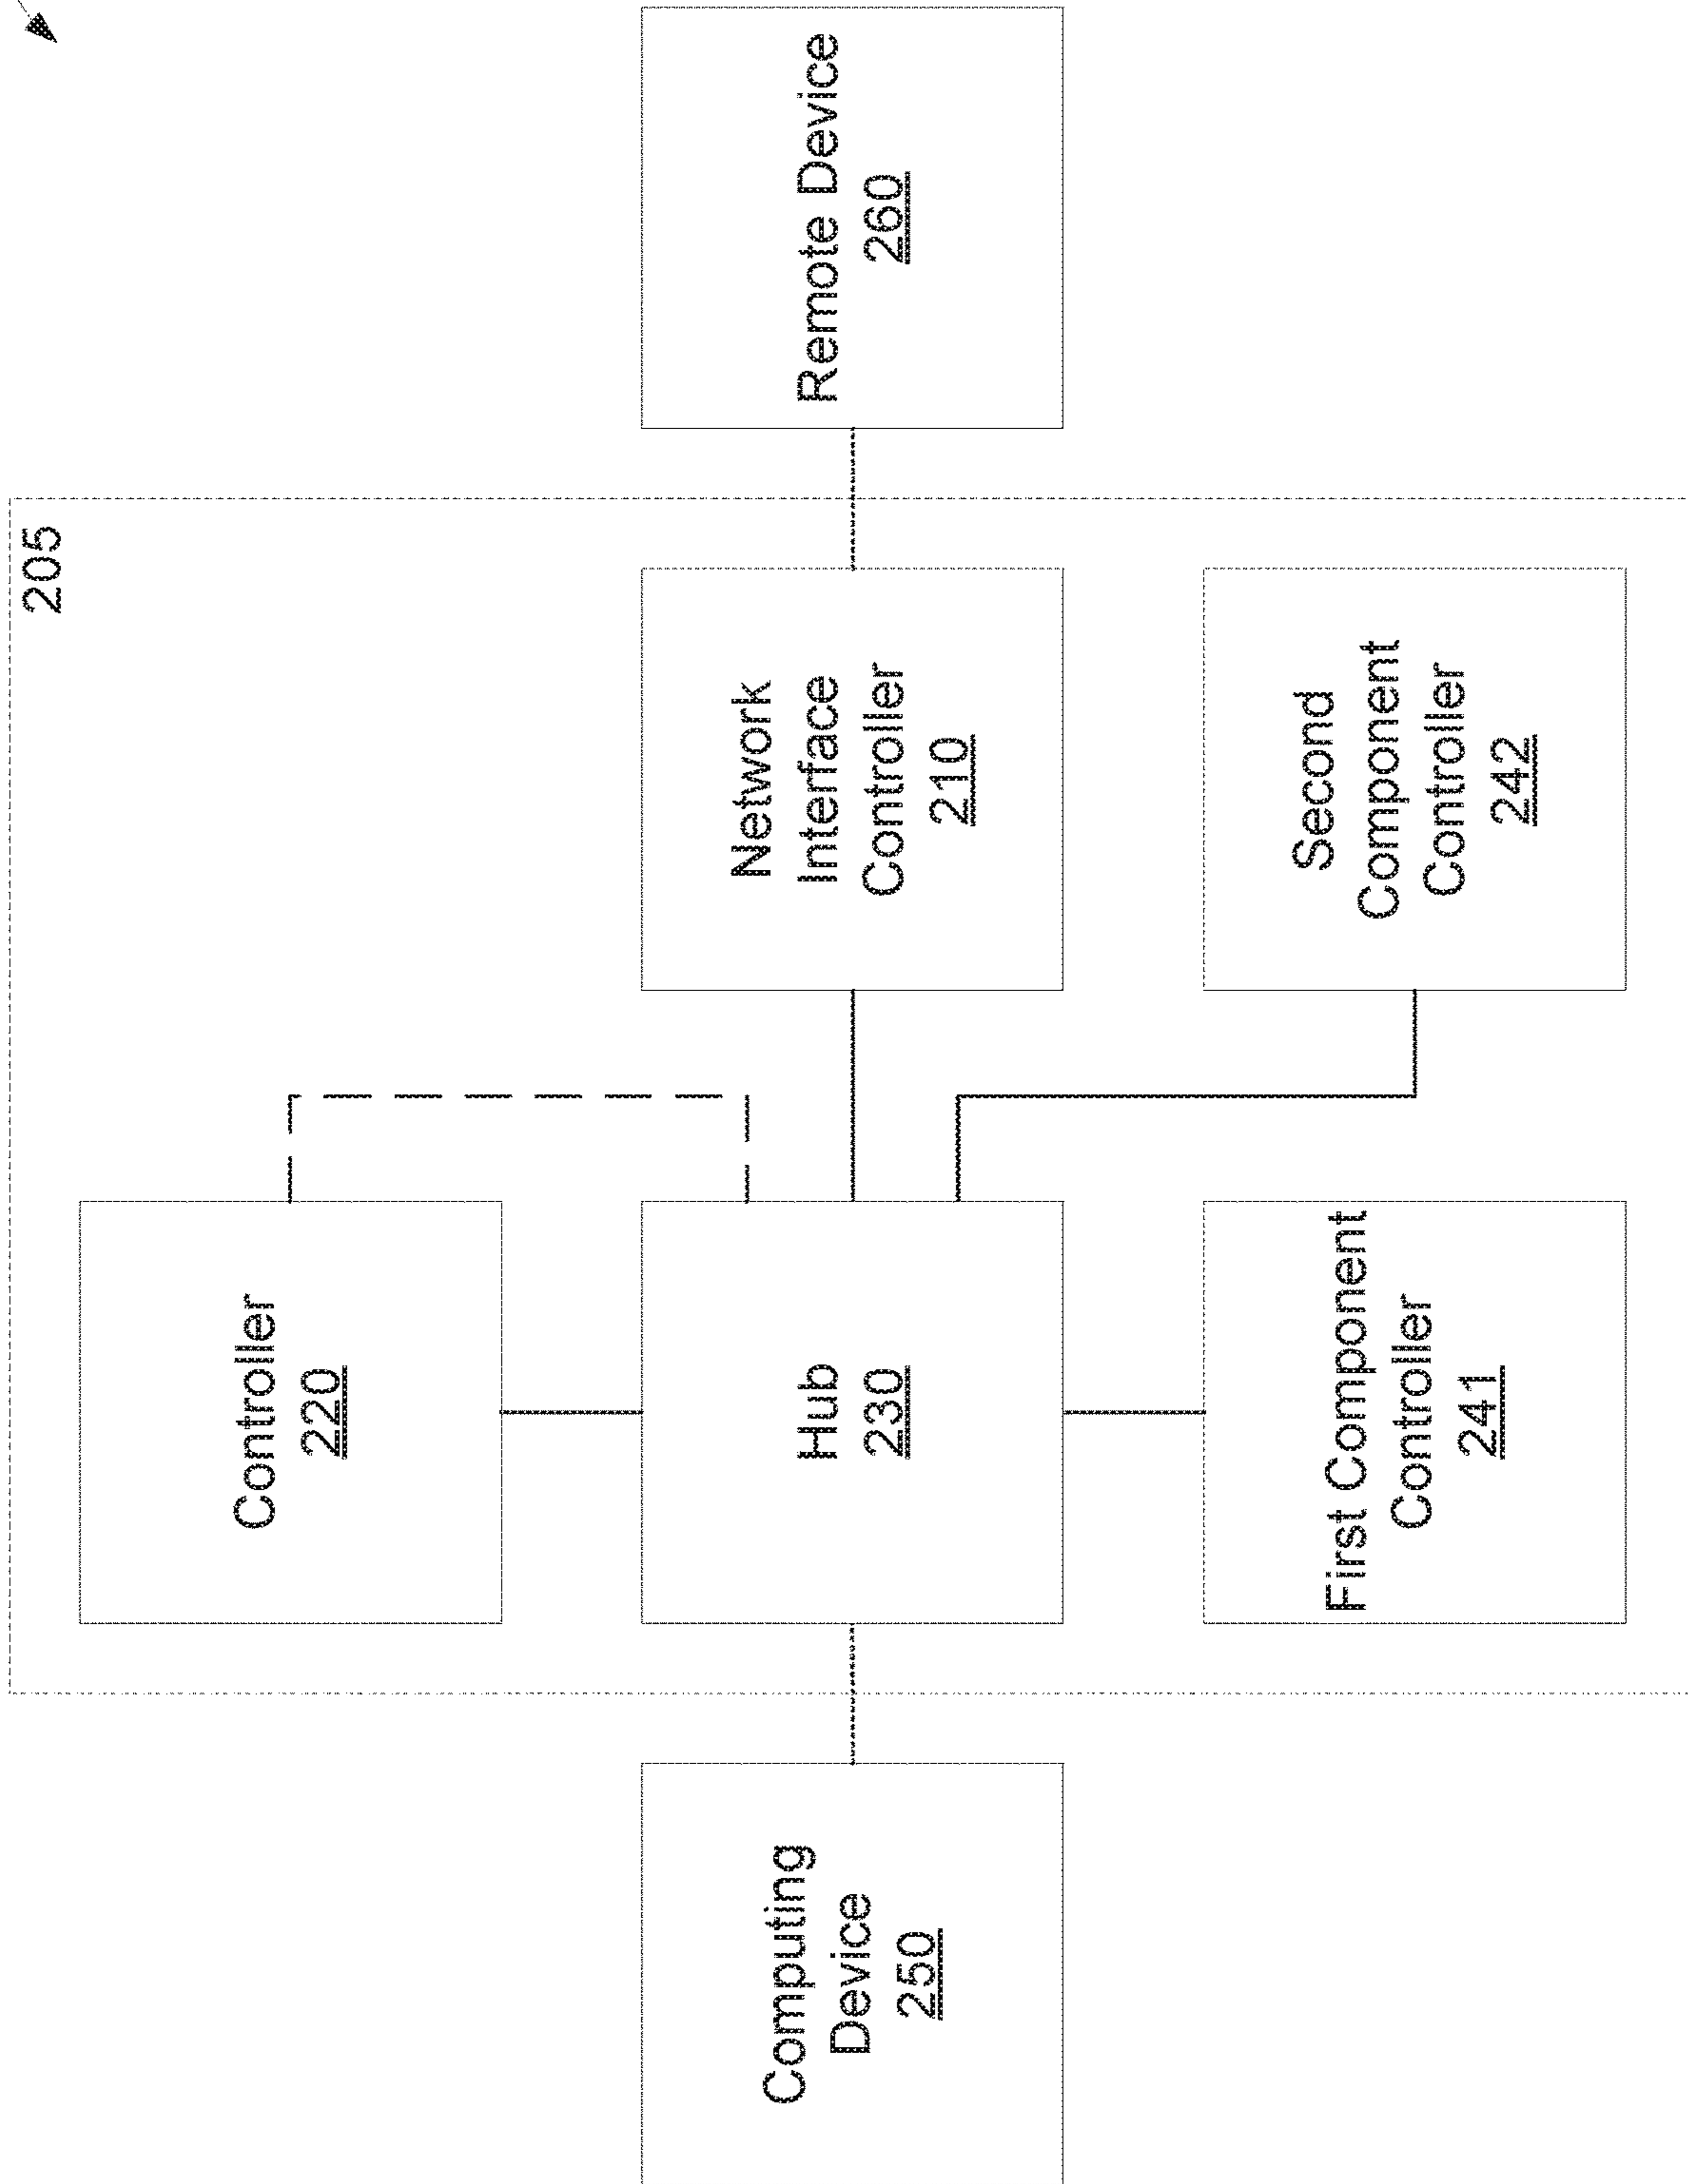 205
Controller
220
Computing
Device
250
Hub
230
Network
Interface
Controller
210
Remote Device
260
First Component
Controller
241
Second
Component
Controller
242